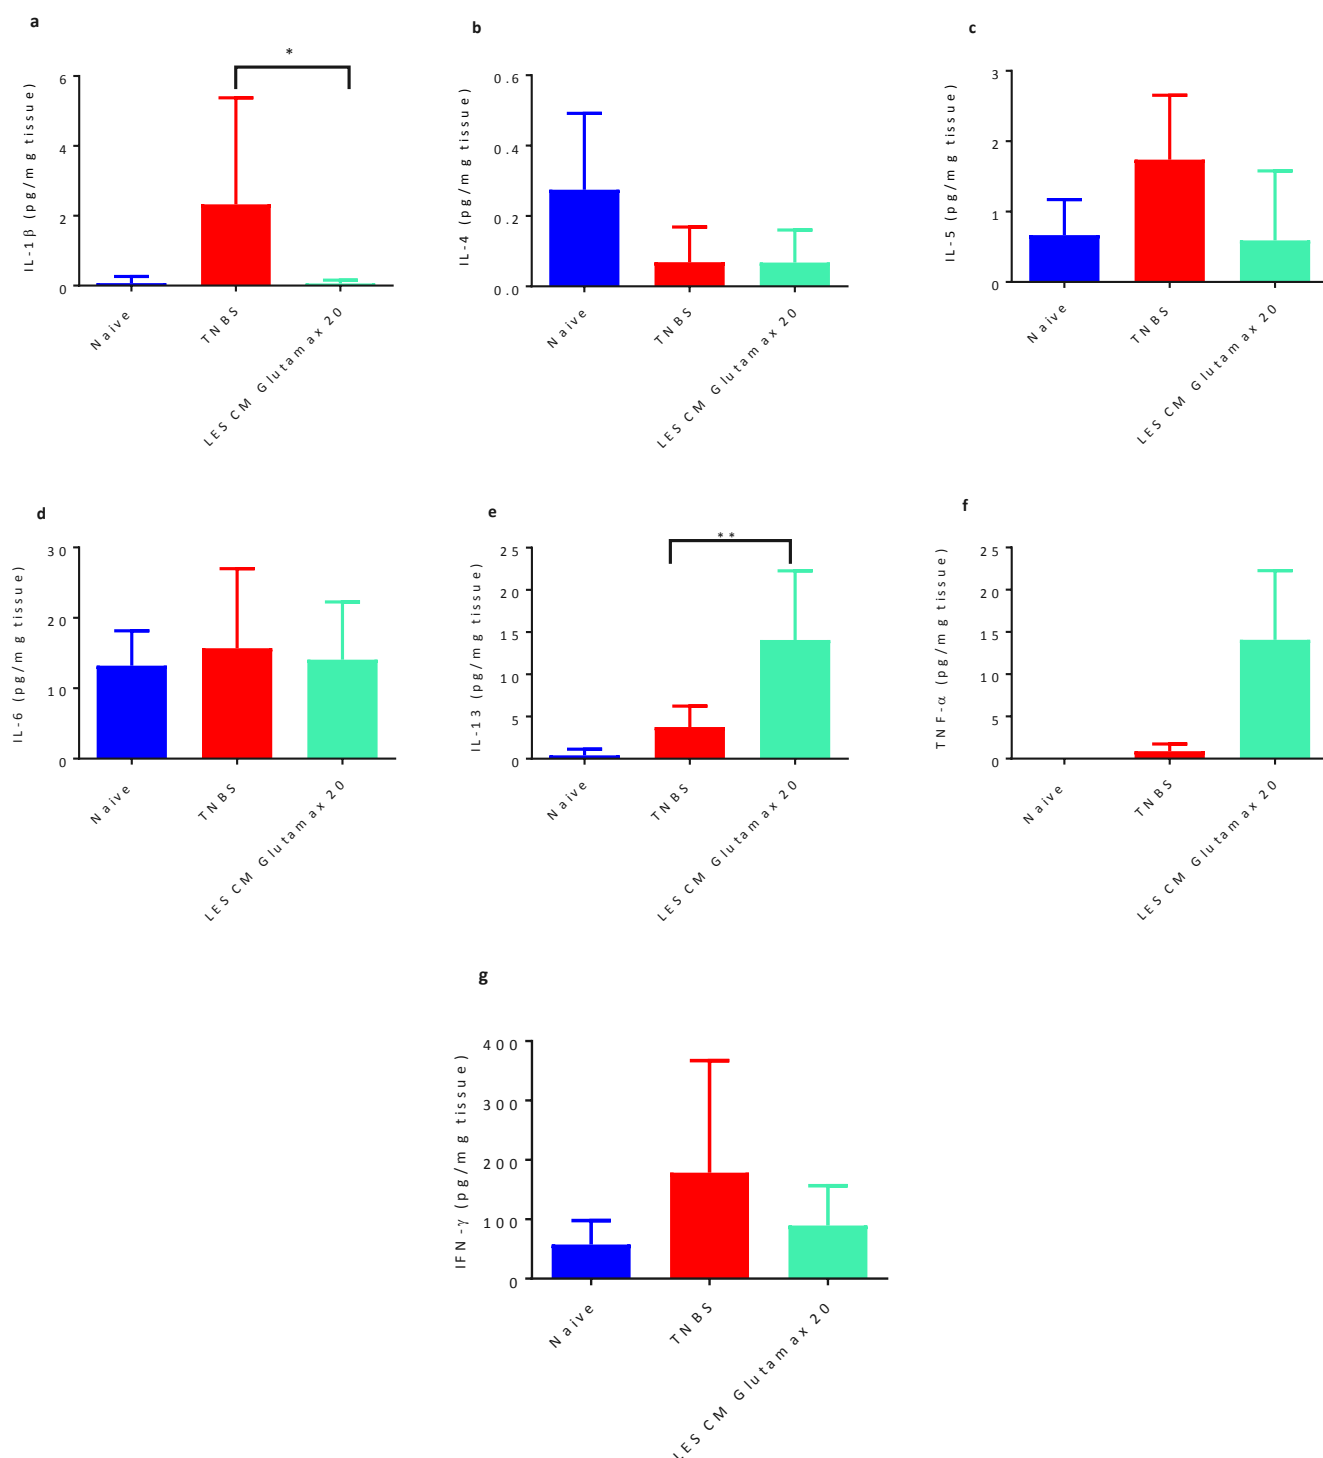 a
*
IL-1β (pg/mg tissue)
6
4
2
0
Naive
TNBS
LES CM Glutamax 20
b
IL-4 (pg/mg tissue)
0.6
0.4
0.2
0.0
Naive
TNBS
LES CM Glutamax 20
c
IL-5 (pg/mg tissue)
3
2
1
0
Naive
TNBS
LES CM Glutamax 20
d
IL-6 (pg/mg tissue)
30
20
10
0
Naive
TNBS
LES CM Glutamax 20
e
**
IL-13 (pg/mg tissue)
25
20
15
10
5
0
Naive
TNBS
LES CM Glutamax 20
f
TNF-α (pg/mg tissue)
25
20
15
10
5
0
Naive
TNBS
LES CM Glutamax 20
g
IFN-γ (pg/mg tissue)
400
300
200
100
0
Naive
TNBS
LES CM Glutamax 20